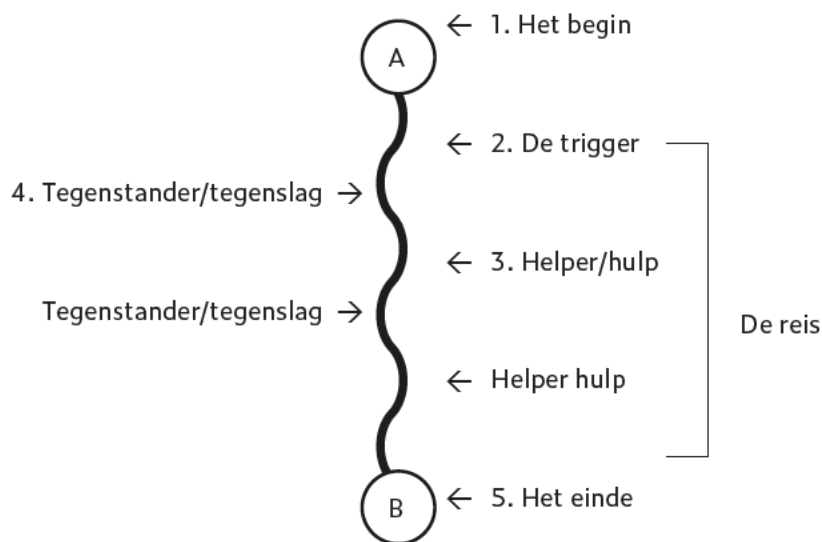 ← 1. Het begin
A
← 2. De trigger
4. Tegenstander/tegenslag →
← 3. Helper/hulp
Tegenstander/tegenslag →
De reis
← Helper hulp
B
← 5. Het einde